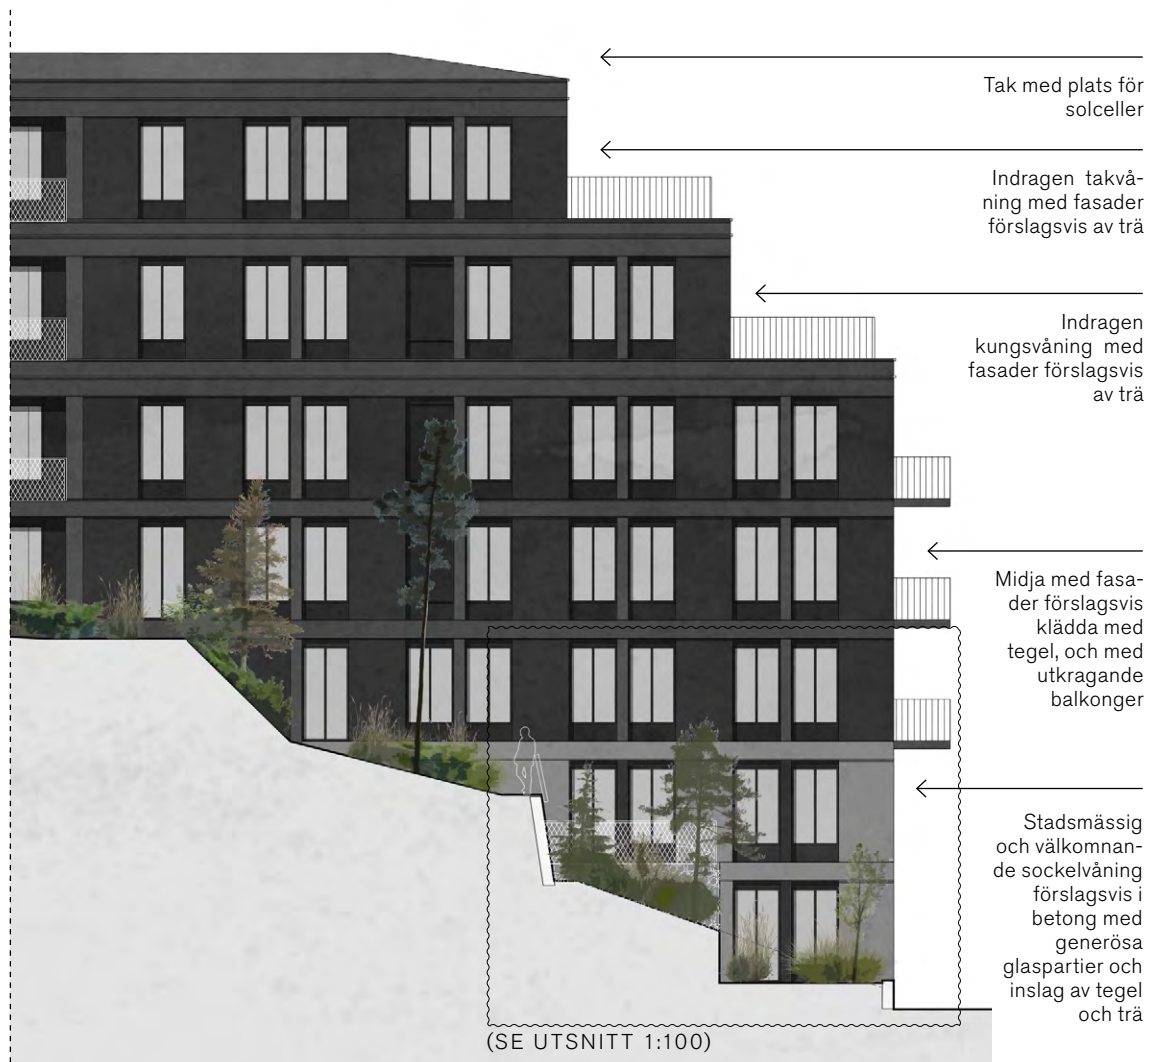 Tak med plats för
solceller
Indragen takvå-
ning med fasader
förslagsvis av trä
Indragen
kungsvåning med
fasader förslagsvis
av trä
Midja med fasa-
der förslagsvis
klädda med
tegel, och med
utkragande
balkonger
Stadsmässig
och välkomnan-
de sockelvåning
förslagsvis i
betong med
generösa
glaspartier och
inslag av tegel
och trä
(SE UTSNITT 1:100)